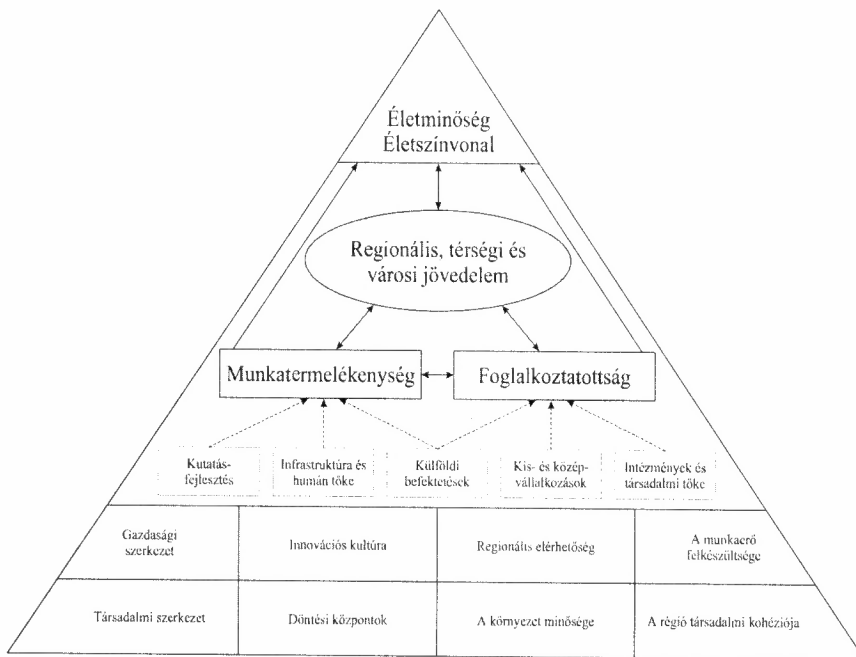 Életminőség
Életszínvonal
Regionális, térségi és
városi jövedelem
Munkatermelékenység
Foglalkoztatottság
Kutatás-
fejlesztés
Infrastruktúra és
humán tőke
Külföldi
befektetések
Kis- és közép-
vállalkozások
Intézmények és
társadalmi tőke
Gazdasági
szerkezet
Innovációs kultúra
Regionális elérhetőség
A munkaerő
felkészültsége
Társadalmi szerkezet
Döntési központok
A környezet minősége
A régió társadalmi kohéziója